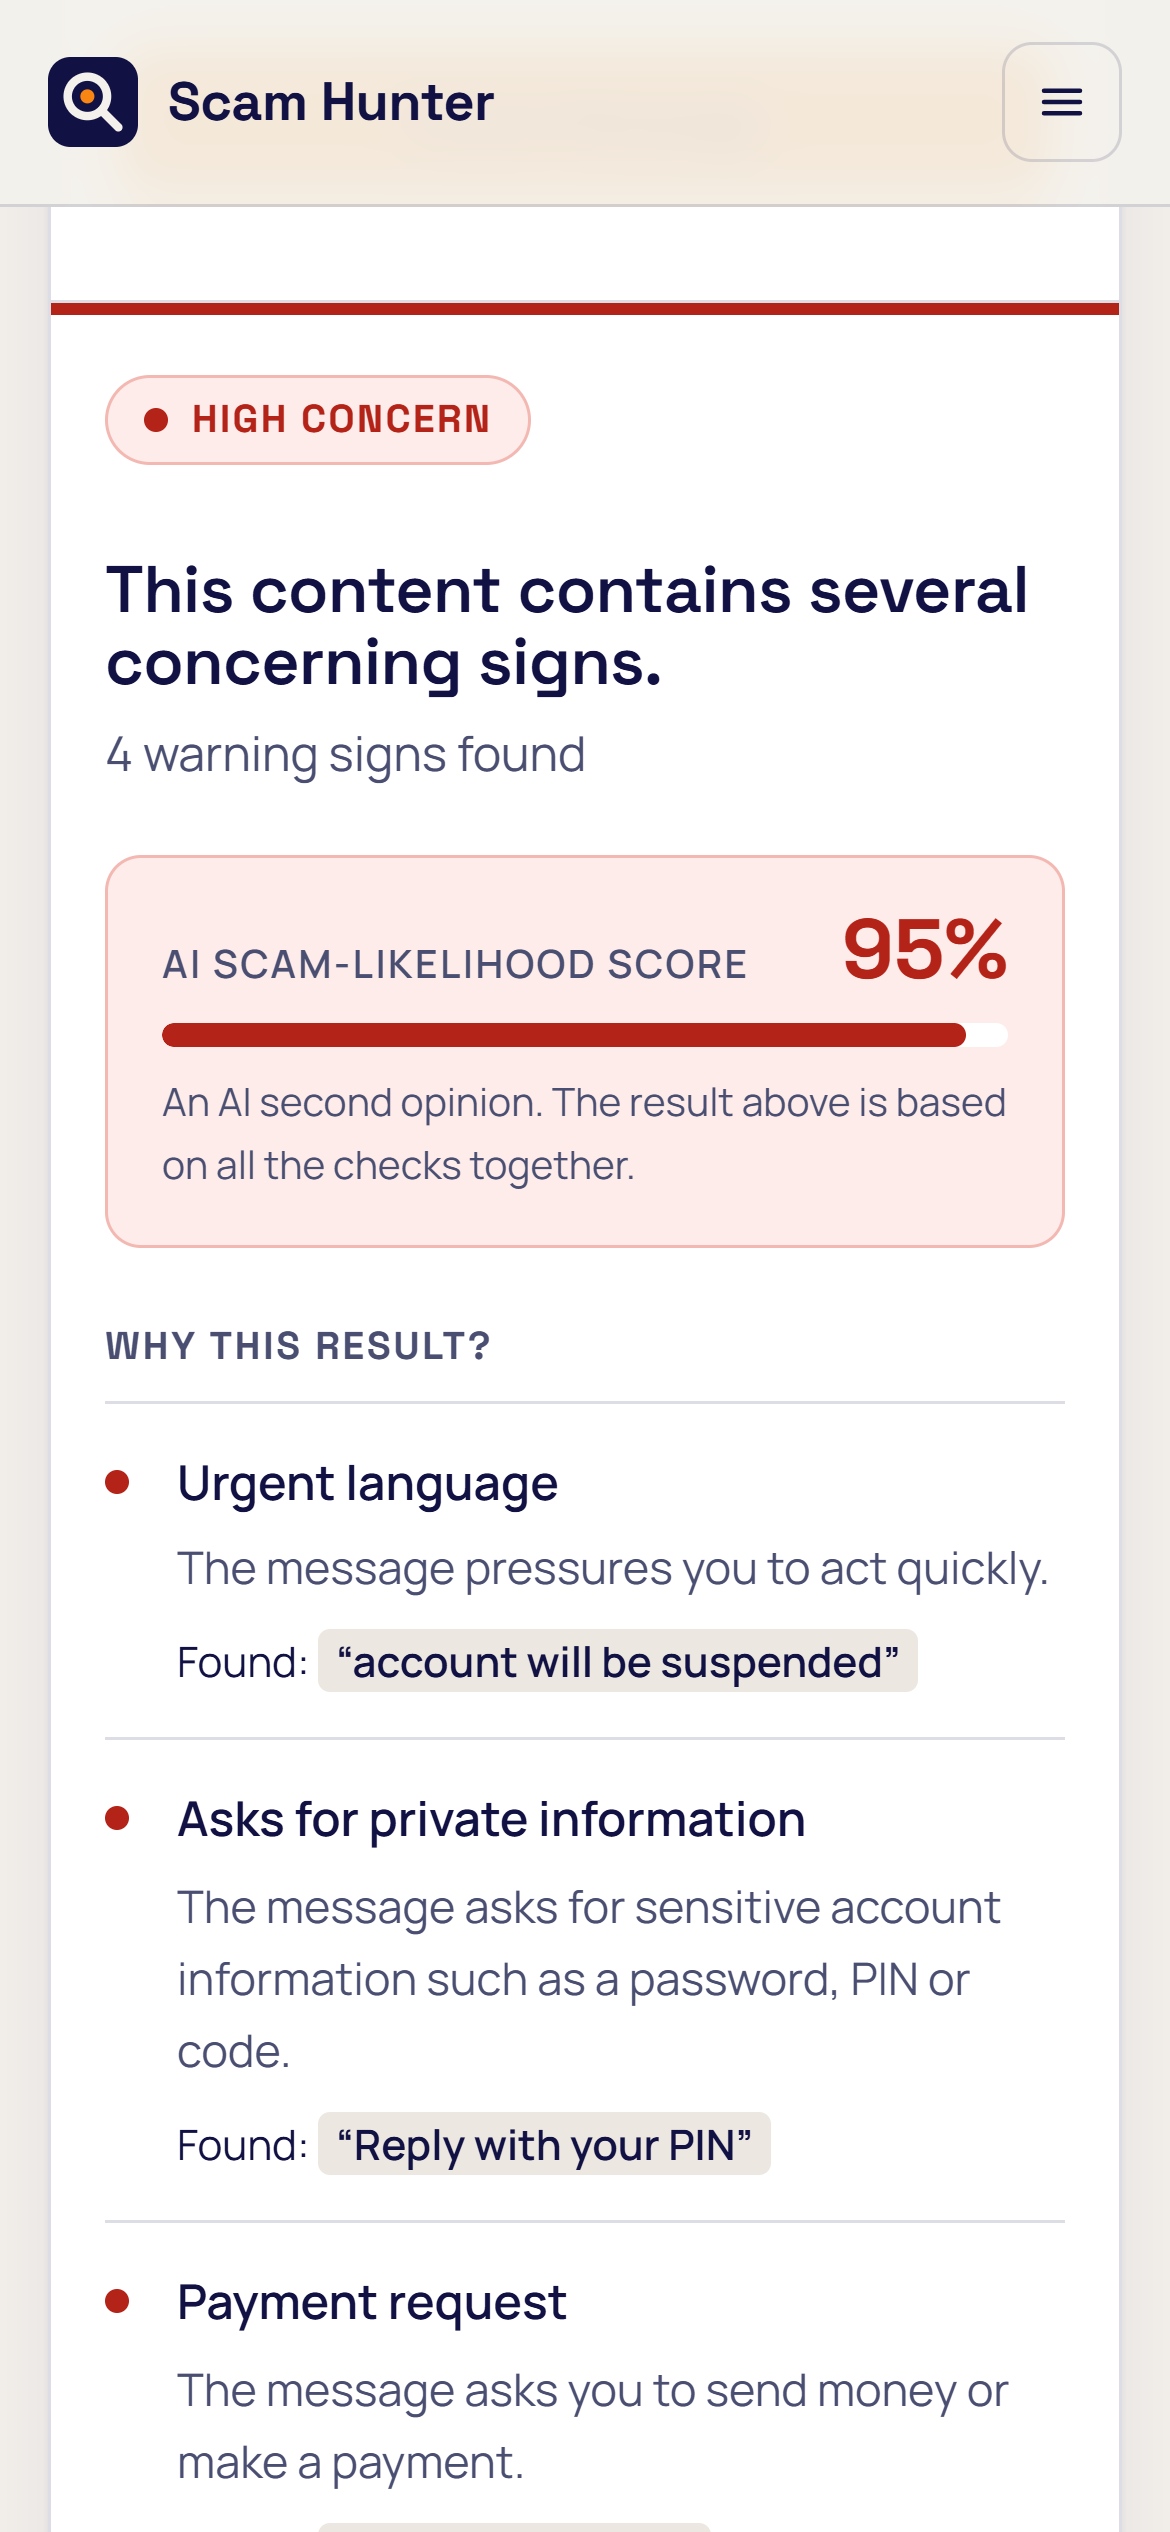 Scam Hunter
HIGH CONCERN
This content contains several
concerning signs.
4 warning signs found
AI SCAM-LIKELIHOOD SCORE 95%
An AI second opinion. The result above is based
on all the checks together.
WHY THIS RESULT?
Urgent language
The message pressures you to act quickly.
Found: “account will be suspended”
Asks for private information
The message asks for sensitive account
information such as a password, PIN or
code.
Found: “Reply with your PIN”
Payment request
The message asks you to send money or
make a payment.